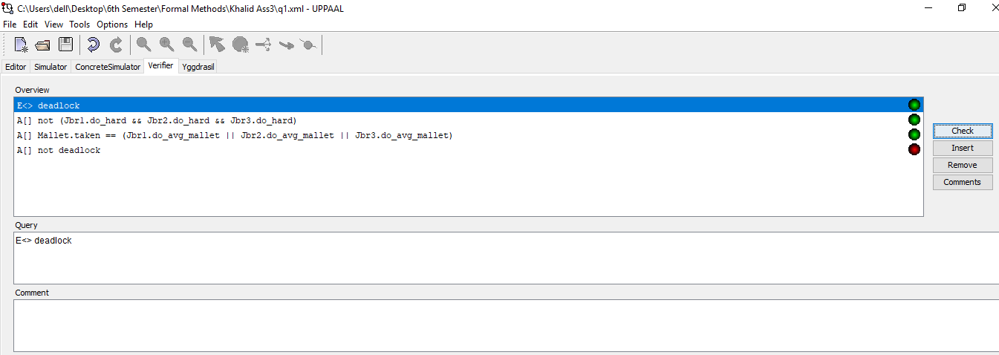 C:\Users\dell\Desktop\6th Semester\Formal Methods\Khalid Ass3\q1.xml - UPPAAL
File Edit View Tools Options Help
Editor Simulator ConcreteSimulator Verifier Yggdrasil
Overview
E<> deadlock
A[] not (Jbr1.do_hard && Jbr2.do_hard && Jbr3.do_hard)
A[] Mallet.taken == (Jbr1.do_avg_mallet || Jbr2.do_avg_mallet || Jbr3.do_avg_mallet)
A[] not deadlock
Check
Insert
Remove
Comments
Query
E<> deadlock
Comment